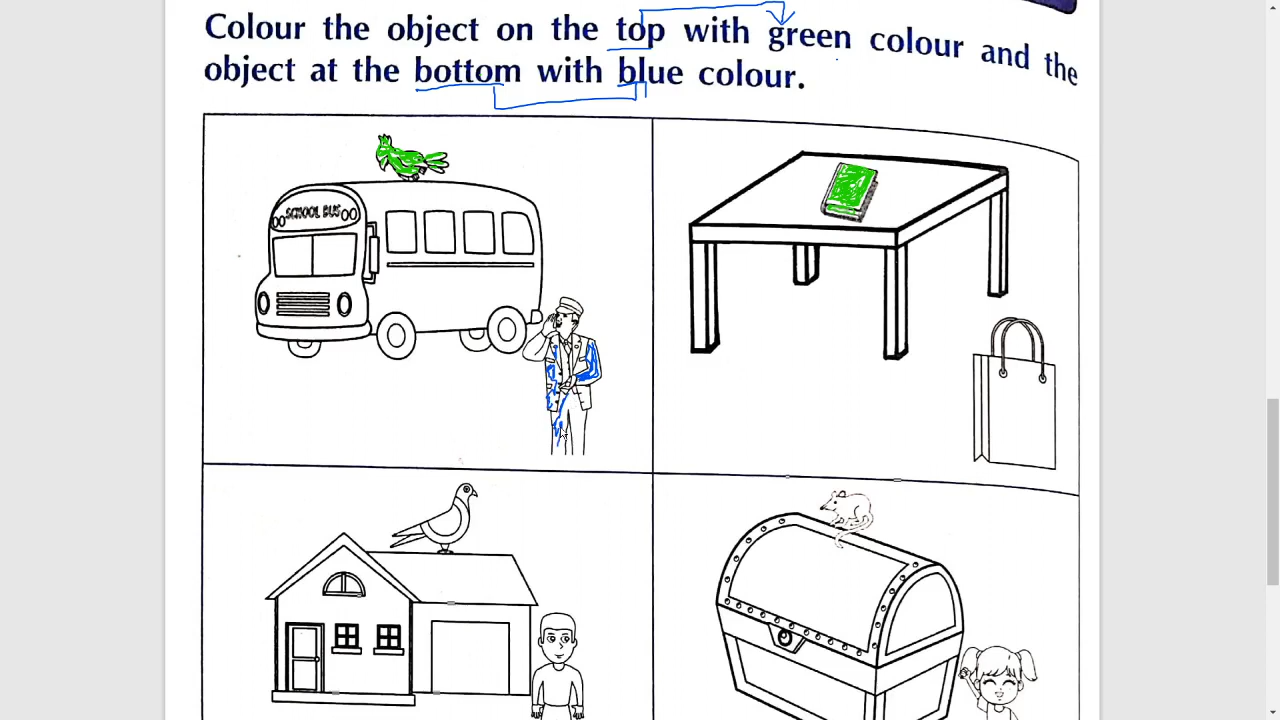 Colour the object on the top with green colour and the
object at the bottom with blue colour.
SCHOOL BUS